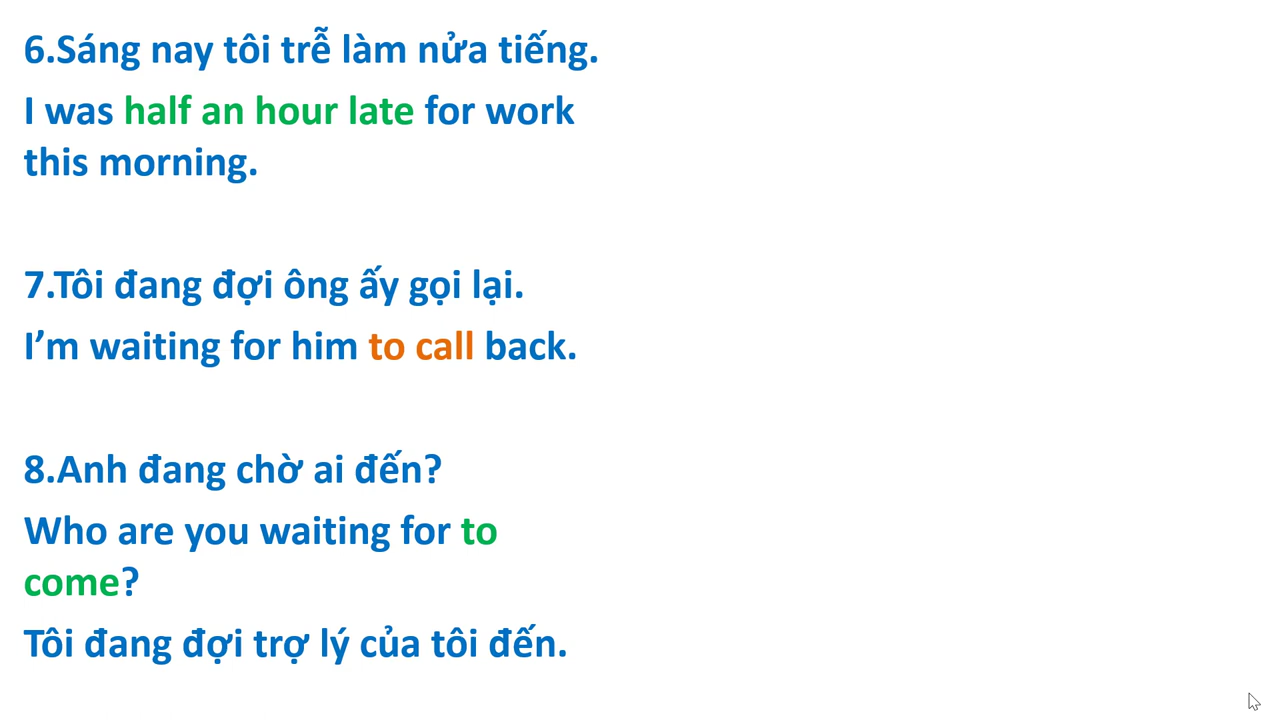 6.Sáng nay tôi trễ làm nửa tiếng.
I was half an hour late for work
this morning.
7.Tôi đang đợi ông ấy gọi lại.
I’m waiting for him to call back.
8.Anh đang chờ ai đến?
Who are you waiting for to
come?
Tôi đang đợi trợ lý của tôi đến.